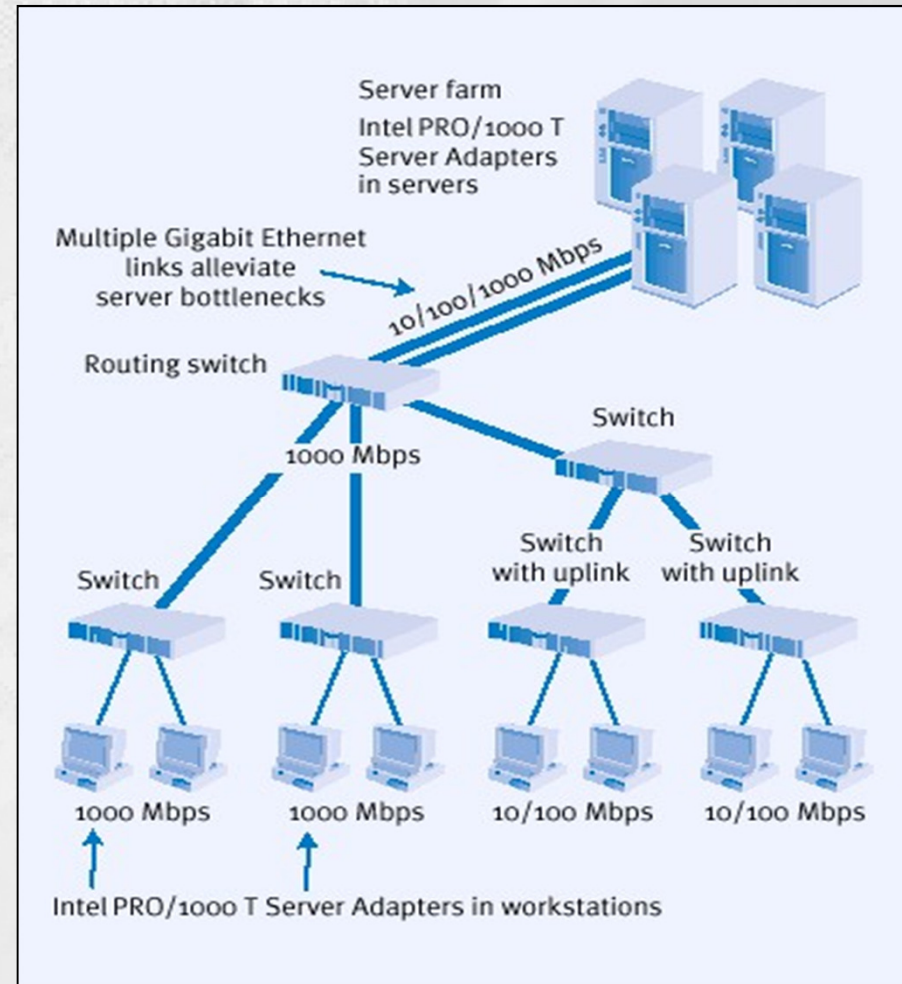 Server farm
Intel PRO/1000 T
Server Adapters
in servers
Multiple Gigabit Ethernet
links alleviate
server bottlenecks
10/100/1000 Mbps
Routing switch
1000 Mbps
Switch
Switch
with uplink
Switch
with uplink
Switch
Switch
1000 Mbps
1000 Mbps
10/100 Mbps
10/100 Mbps
Intel PRO/1000 T Server Adapters in workstations